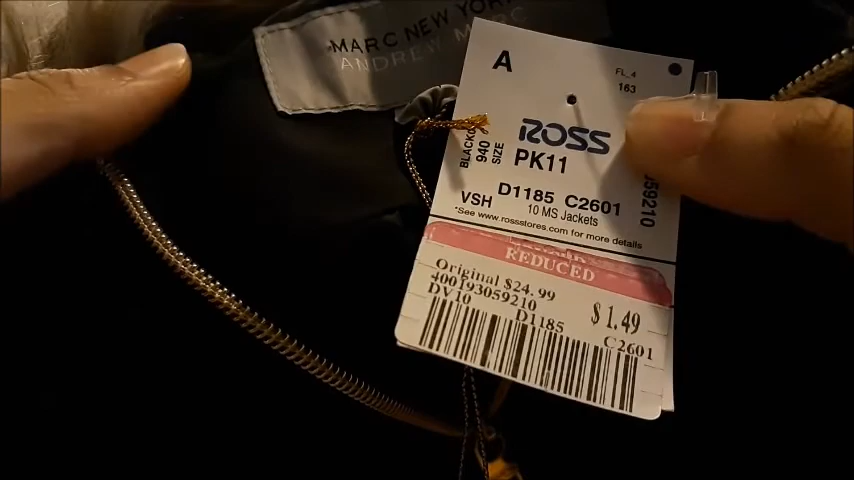 MARC NEW YORK
ANDREW MARC
A
FL_4
163
ROSS
BLACK
940
SIZE
PK11
D1185 C2601
VSH
10 MS Jackets
*See www.rossstores.com for more details
059210
REDUCED
Original $24.99
400193059210
DV10
D1185
$1.49
C2601